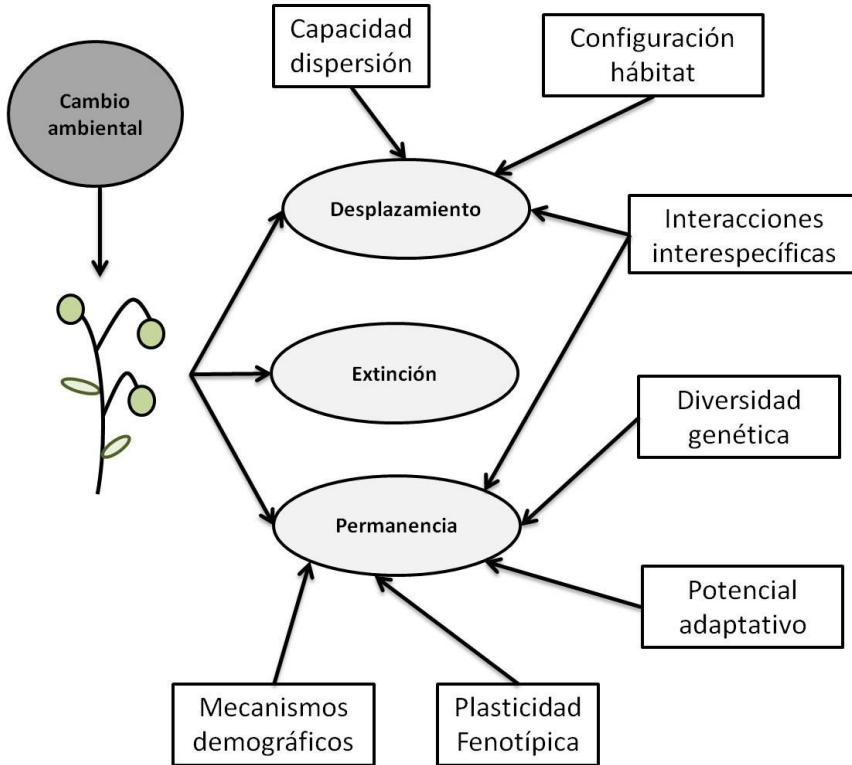 Capacidad
dispersión
Configuración
hábitat
Cambio
ambiental
Desplazamiento
Interacciones
interespecíficas
Extinción
Diversidad
genética
Permanencia
Potencial
adaptativo
Mecanismos
demográficos
Plasticidad
Fenotípica